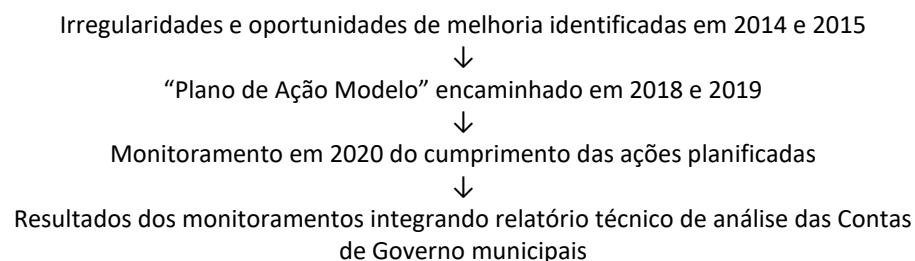 Irregularidades e oportunidades de melhoria identificadas em 2014 e 2015
↓
“Plano de Ação Modelo” encaminhado em 2018 e 2019
↓
Monitoramento em 2020 do cumprimento das ações planificadas
↓
Resultados dos monitoramentos integrando relatório técnico de análise das Contas
de Governo municipais